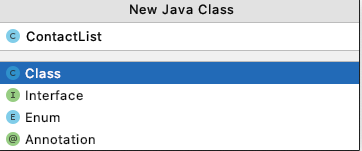 New Java Class
C ContactList
C Class
I Interface
E Enum
@ Annotation